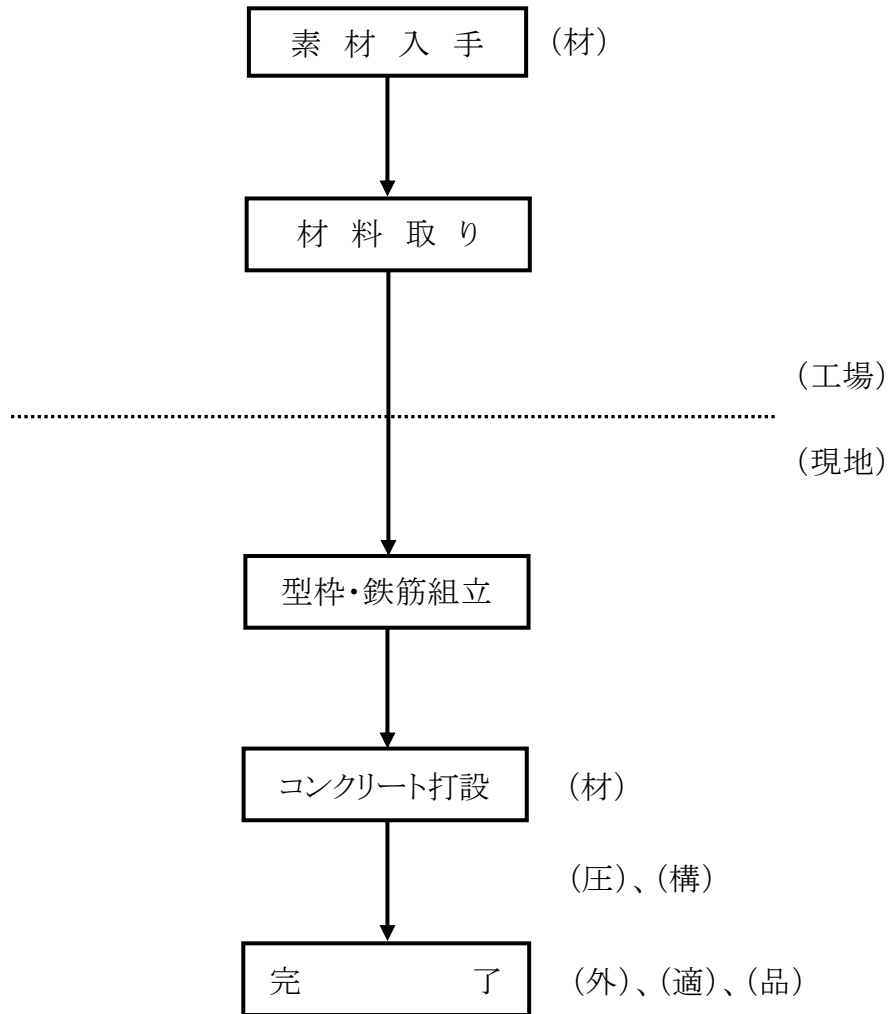 素材入手 (材)
材料取り
(工場)
(現地)
型枠・鉄筋組立
コンクリート打設 (材)
(圧)、(構)
完了 (外)、(適)、(品)